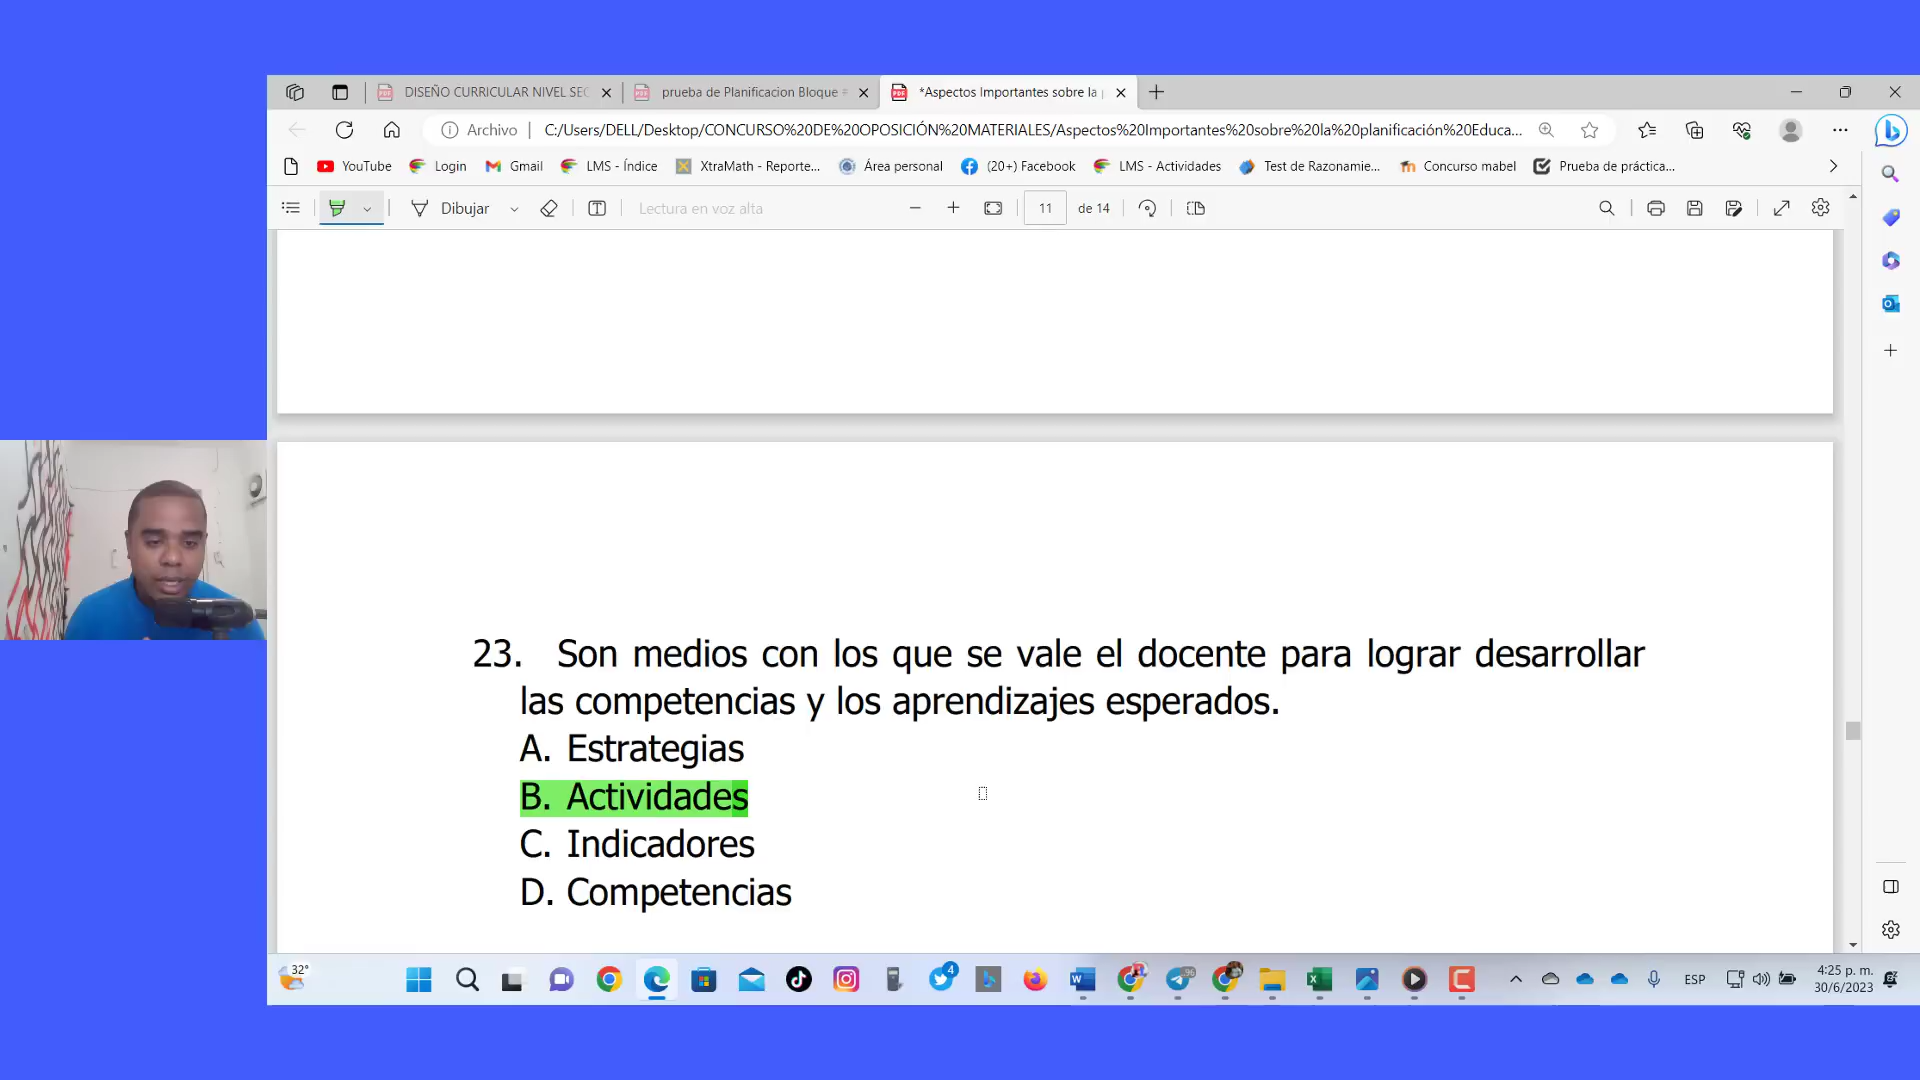 DISEÑO CURRICULAR NIVEL SEC
prueba de Planificacion Bloque
*Aspectos Importantes sobre la
Archivo
C:/Users/DELL/Desktop/CONCURSO%20DE%20OPOSICIÓN%20MATERIALES/Aspectos%20Importantes%20sobre%20la%20planificación%20Educa...
YouTube
Login
Gmail
LMS - Índice
XtraMath - Reporte...
Área personal
(20+) Facebook
LMS - Actividades
Test de Razonamie...
Concurso mabel
Prueba de práctica...
Dibujar
Lectura en voz alta
11
de 14
23. Son medios con los que se vale el docente para lograr desarrollar
las competencias y los aprendizajes esperados.
A. Estrategias
B. Actividades
C. Indicadores
D. Competencias
32°
4
96
ESP
4:25 p. m.
30/6/2023